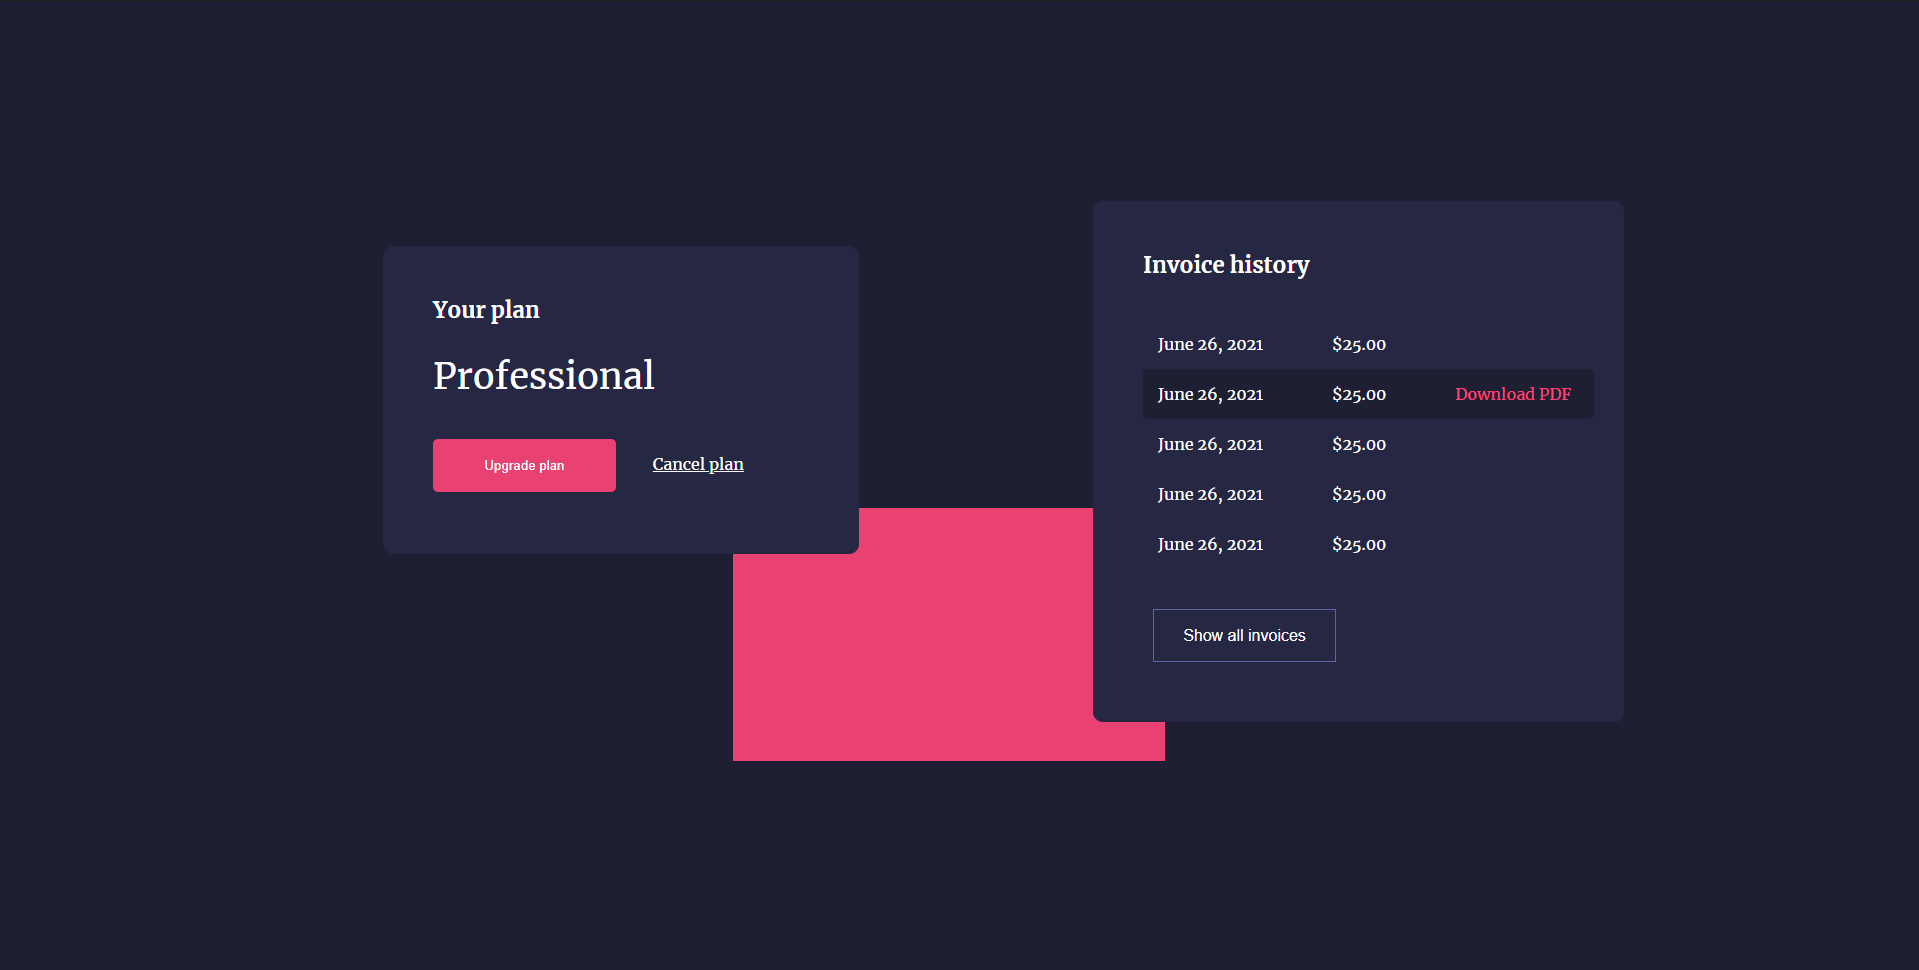 Your plan
Professional
Upgrade plan
Cancel plan
Invoice history
June 26, 2021 $25.00
June 26, 2021 $25.00 Download PDF
June 26, 2021 $25.00
June 26, 2021 $25.00
June 26, 2021 $25.00
Show all invoices